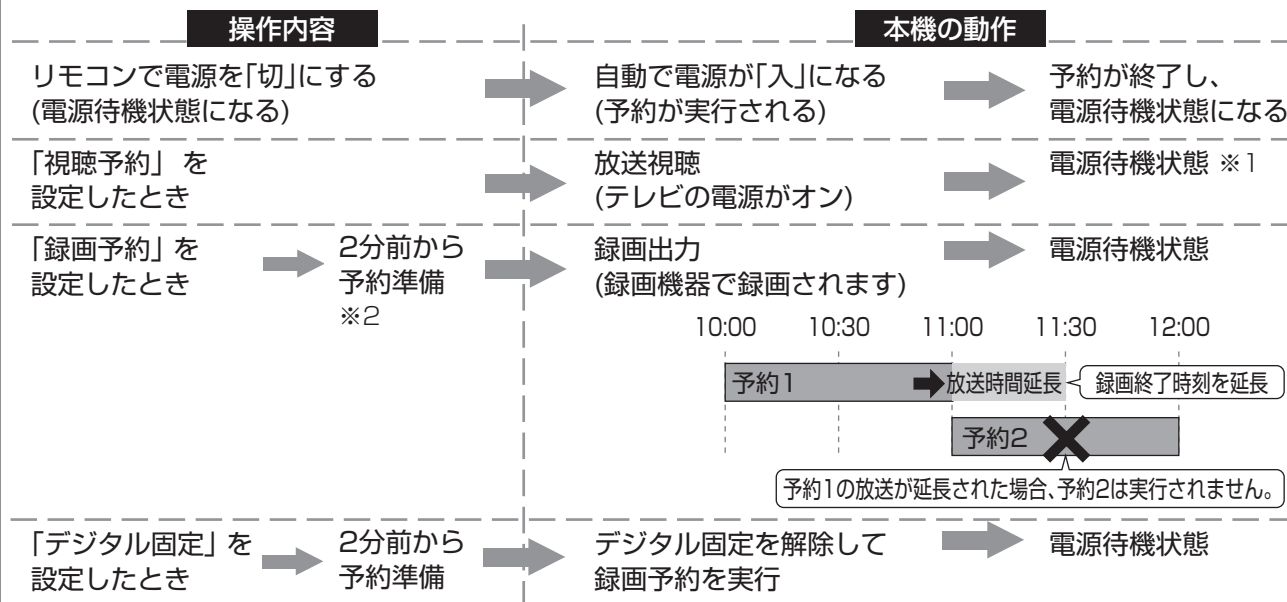 操作内容
本機の動作
リモコンで電源を「切」にする
(電源待機状態になる)
自動で電源が「入」になる
(予約が実行される)
予約が終了し、
電源待機状態になる
「視聴予約」 を
設定したとき
放送視聴
(テレビの電源がオン)
電源待機状態 ※1
「録画予約」を
設定したとき
2分前から
予約準備
※2
録画出力
(録画機器で録画されます)
電源待機状態
10:00 10:30 11:00 11:30 12:00
予約1
放送時間延長
録画終了時刻を延長
予約2
予約1の放送が延長された場合、予約2は実行されません。
「デジタル固定」を
設定したとき
2分前から
予約準備
デジタル固定を解除して
録画予約を実行
電源待機状態